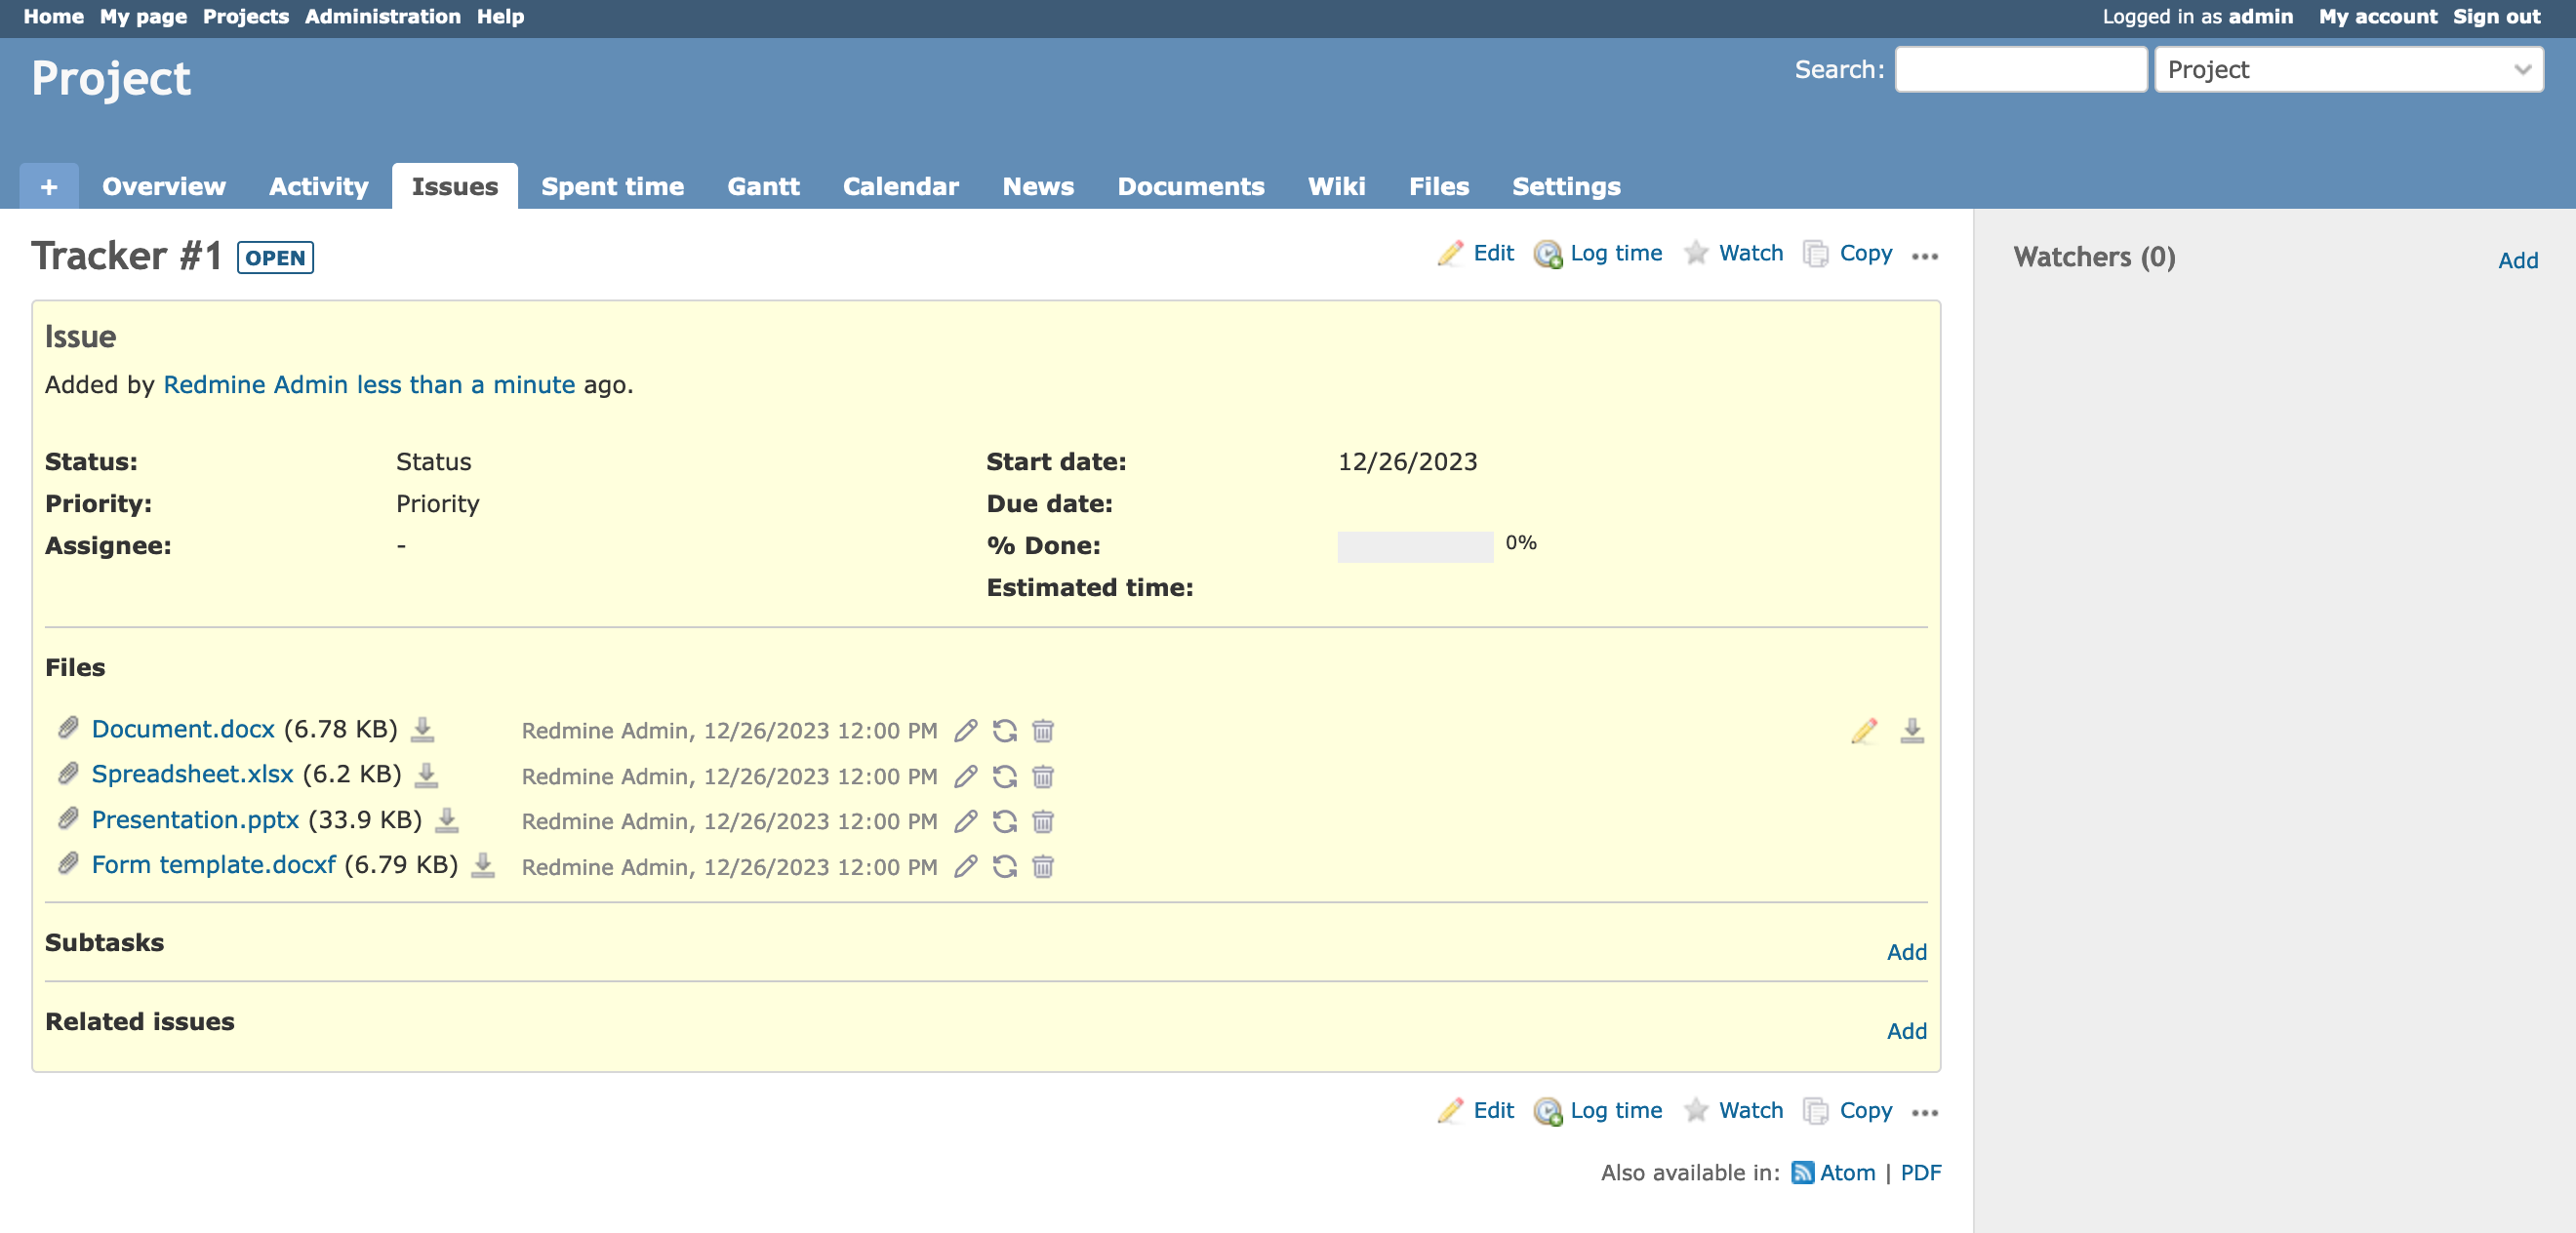 Home My page Projects Administration Help Logged in as admin My account Sign out
Project Search: Project
+ Overview Activity Issues Spent time Gantt Calendar News Documents Wiki Files Settings
Tracker #1 OPEN Edit Log time Watch Copy ••• Watchers (0) Add
Issue
Added by Redmine Admin less than a minute ago.
Status: Status Start date: 12/26/2023
Priority: Priority Due date:
Assignee: - % Done: 0%
Estimated time:
Files
Document.docx (6.78 KB) Redmine Admin, 12/26/2023 12:00 PM
Spreadsheet.xlsx (6.2 KB) Redmine Admin, 12/26/2023 12:00 PM
Presentation.pptx (33.9 KB) Redmine Admin, 12/26/2023 12:00 PM
Form template.docxf (6.79 KB) Redmine Admin, 12/26/2023 12:00 PM
Subtasks Add
Related issues Add
Edit Log time Watch Copy •••
Also available in: Atom | PDF